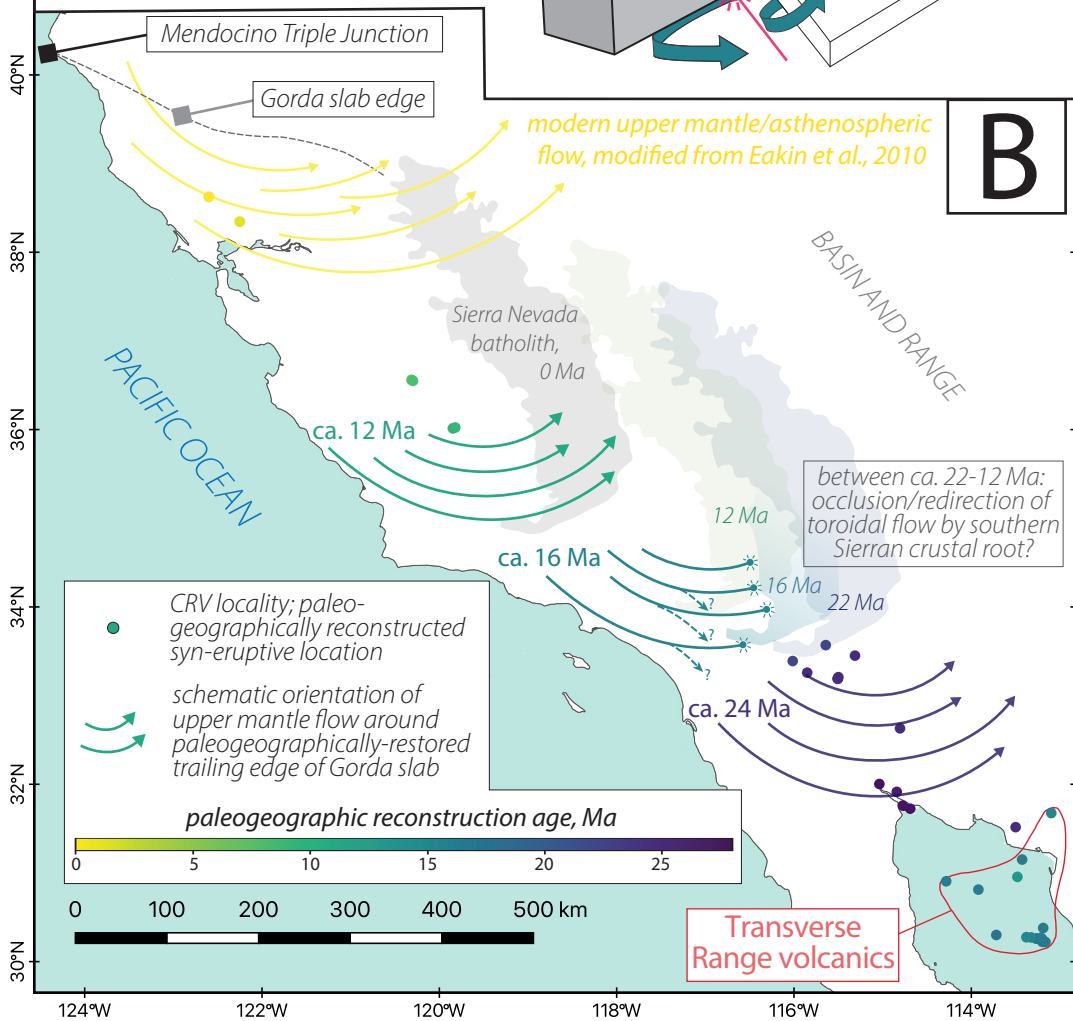 Mendocino Triple Junction
Gorda slab edge
modern upper mantle/asthenospheric
flow, modified from Eakin et al., 2010
B
BASIN AND RANGE
Sierra Nevada
batholith,
0 Ma
PACIFIC OCEAN
ca. 12 Ma
between ca. 22-12 Ma:
occlusion/redirection of
toroidal flow by southern
Sierran crustal root?
12 Ma
ca. 16 Ma
16 Ma
22 Ma
?
?
?
ca. 24 Ma
CRV locality; paleo-
geographically reconstructed
syn-eruptive location
schematic orientation of
upper mantle flow around
paleogeographically-restored
trailing edge of Gorda slab
paleogeographic reconstruction age, Ma
0 5 10 15 20 25
0 100 200 300 400 500 km
Transverse
Range volcanics
40°N
38°N
36°N
34°N
32°N
30°N
124°W 122°W 120°W 118°W 116°W 114°W